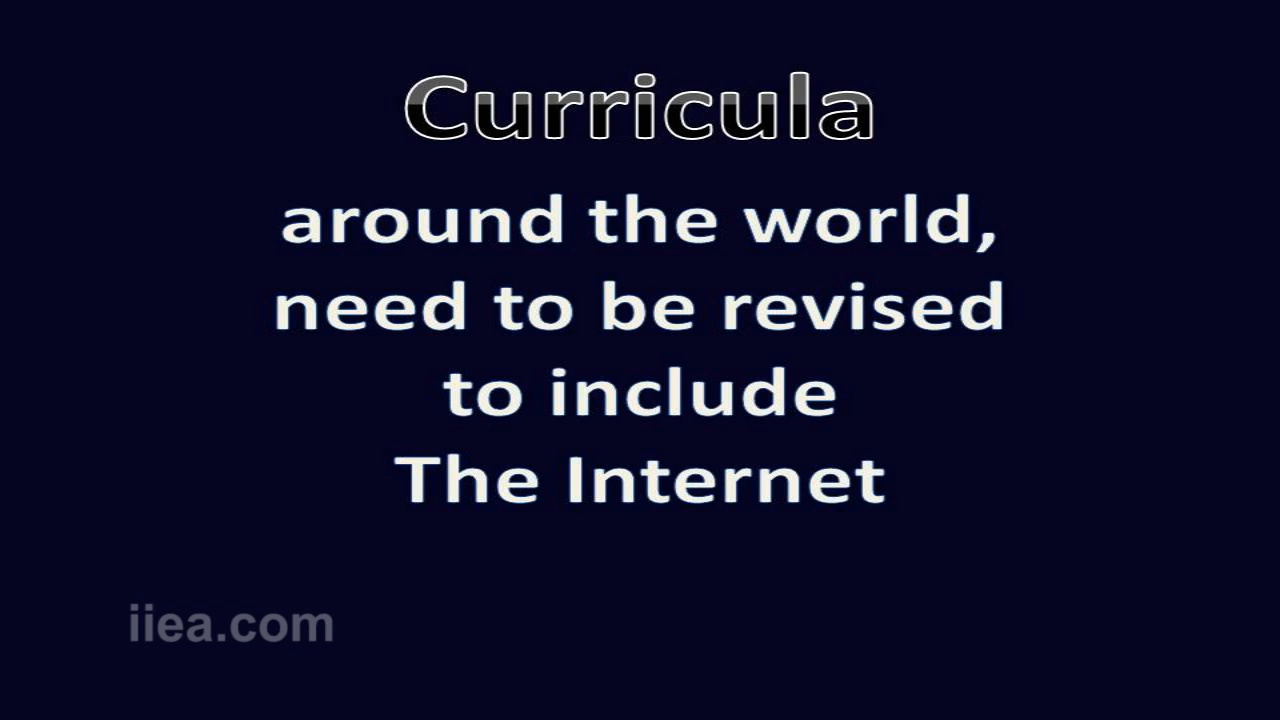 Curricula
around the world,
need to be revised
to include
The Internet
iiea.com